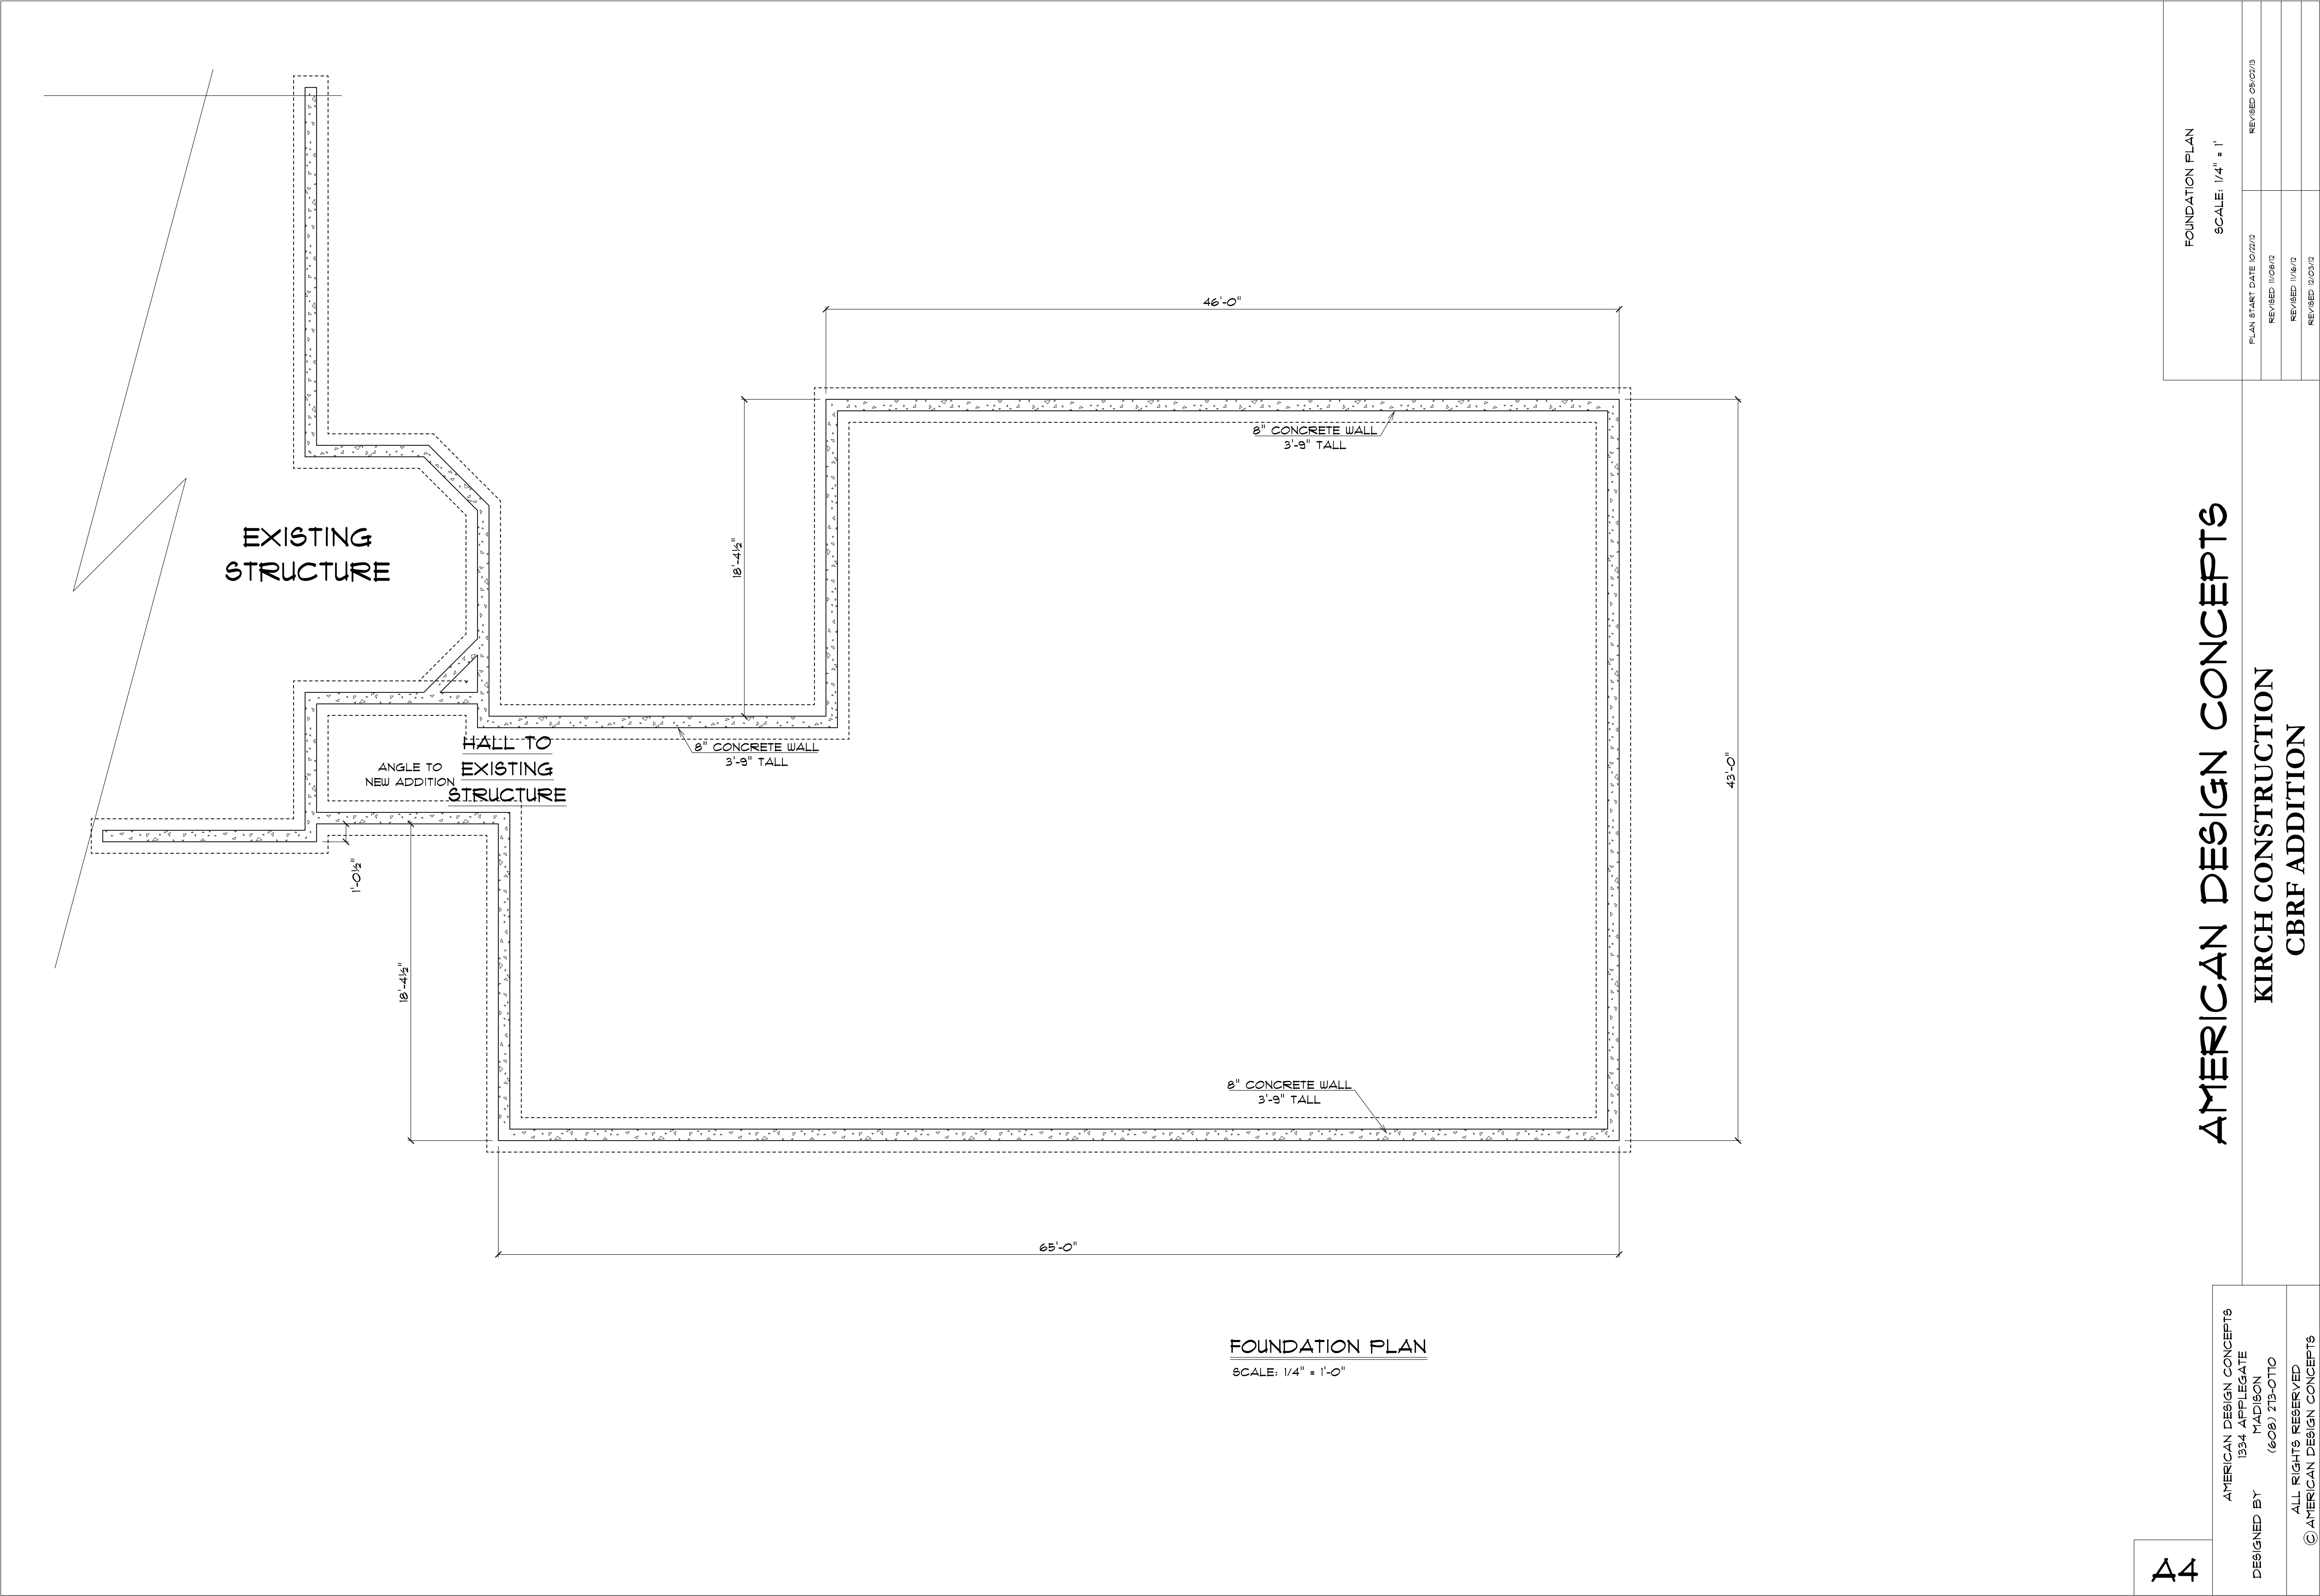 46'-0"
8" CONCRETE WALL
3'-9" TALL
18'-4½"
EXISTING
STRUCTURE
43'-0"
8" CONCRETE WALL
3'-9" TALL
HALL TO
EXISTING
STRUCTURE
ANGLE TO
NEW ADDITION
1'-0½"
18'-4½"
8" CONCRETE WALL
3'-9" TALL
65'-0"
FOUNDATION PLAN
SCALE: 1/4" = 1'-0"
FOUNDATION PLAN
SCALE: 1/4" = 1'
PLAN START DATE 10/22/12
REVISED 03/02/13
REVISED 11/08/12
REVISED 11/16/12
REVISED 12/03/12
AMERICAN DESIGN CONCEPTS
KIRCH CONSTRUCTION
CBRF ADDITION
AMERICAN DESIGN CONCEPTS
1334 APPLEGATE
DESIGNED BY MADISON
(608) 273-0770
ALL RIGHTS RESERVED
© AMERICAN DESIGN CONCEPTS
A4